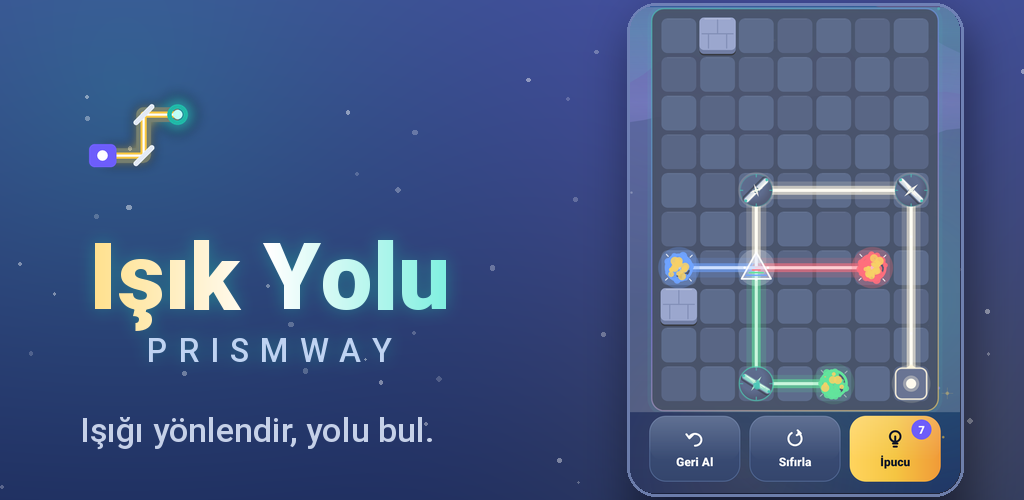 Işık Yolu
PRISMWAY
Işığı yönlendir, yolu bul.
7
Geri Al
Sıfırla
İpucu